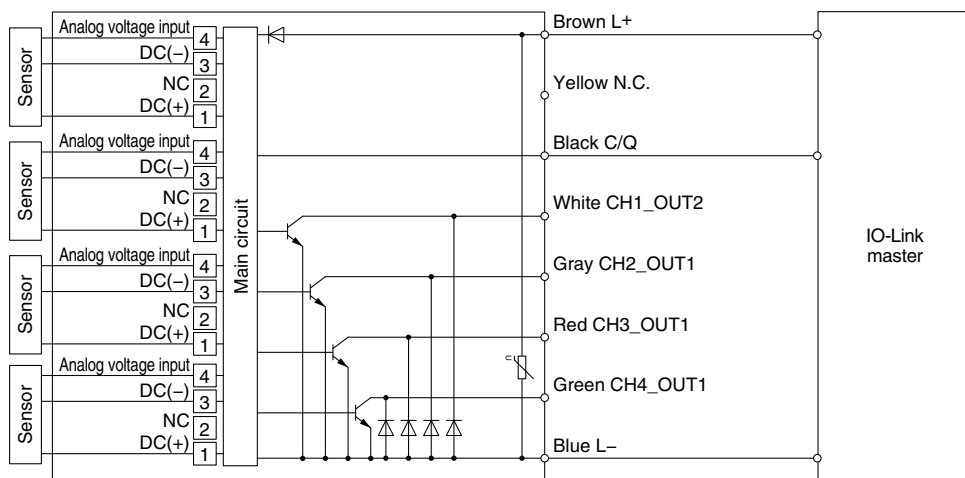 Sensor
Analog voltage input 4
DC(−) 3
NC 2
DC(+) 1
Sensor
Analog voltage input 4
DC(−) 3
NC 2
DC(+) 1
Sensor
Analog voltage input 4
DC(−) 3
NC 2
DC(+) 1
Sensor
Analog voltage input 4
DC(−) 3
NC 2
DC(+) 1
Main circuit
Brown L+
Yellow N.C.
Black C/Q
White CH1_OUT2
Gray CH2_OUT1
Red CH3_OUT1
U
Green CH4_OUT1
Blue L−
IO-Link
master